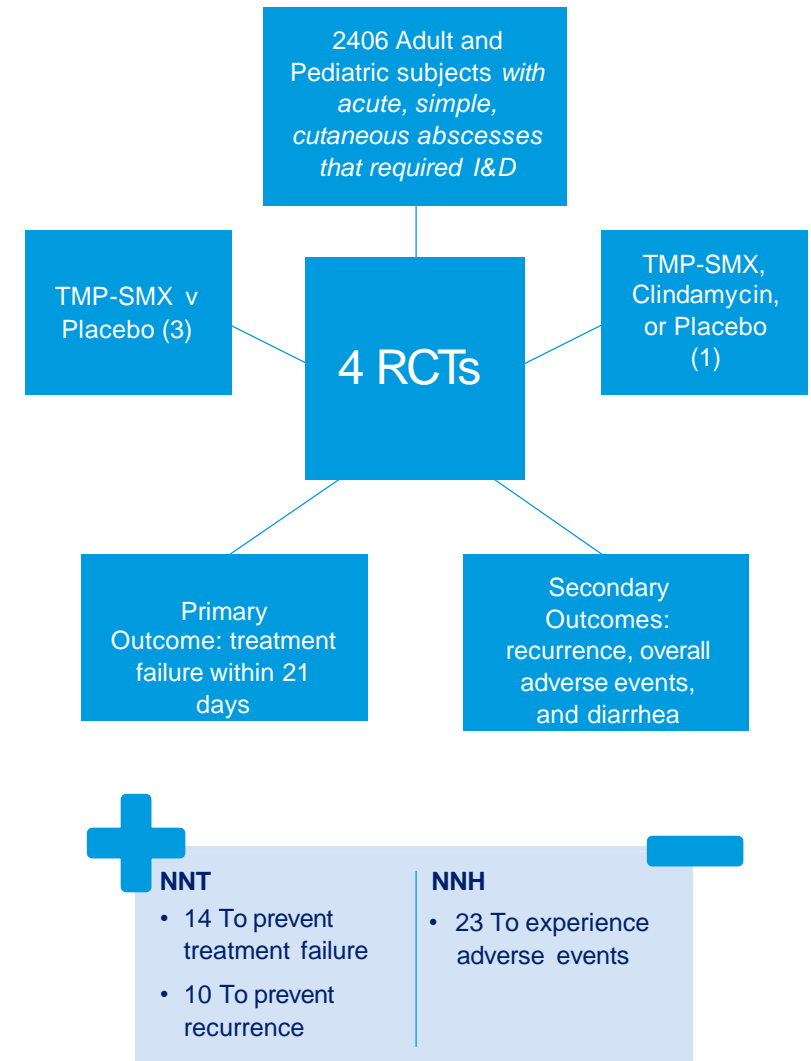 2406 Adult and
Pediatric subjects with
acute, simple,
cutaneous abscesses
that required I&D
TMP-SMX v
Placebo (3)
4 RCTs
TMP-SMX,
Clindamycin,
or Placebo
(1)
Primary
Outcome: treatment
failure within 21
days
Secondary
Outcomes:
recurrence, overall
adverse events,
and diarrhea
NNT
• 14 To prevent
treatment failure
• 10 To prevent
recurrence
NNH
• 23 To experience
adverse events